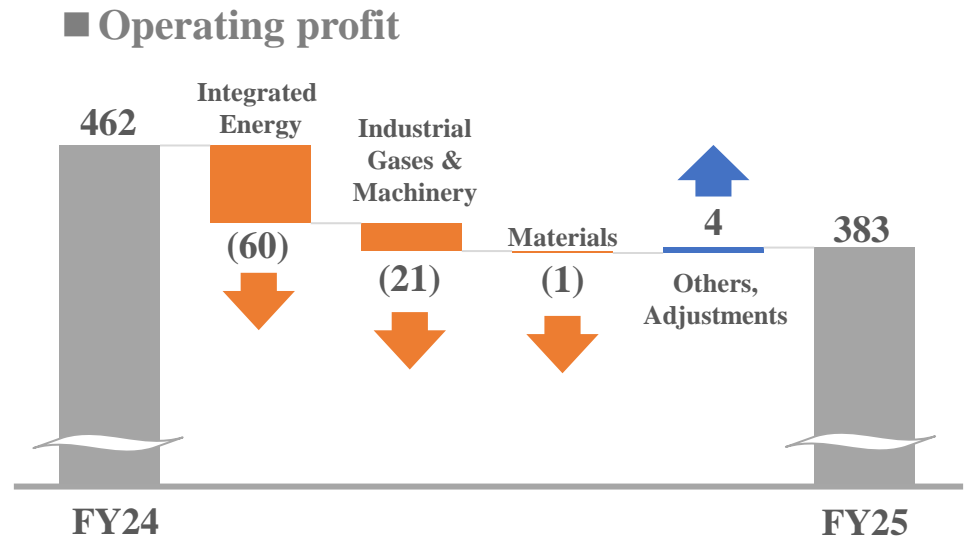 ■ Operating profit
462
Integrated
Energy
(60)
Industrial
Gases &
Machinery
(21)
Materials
(1)
4
Others,
Adjustments
383
FY24
FY25